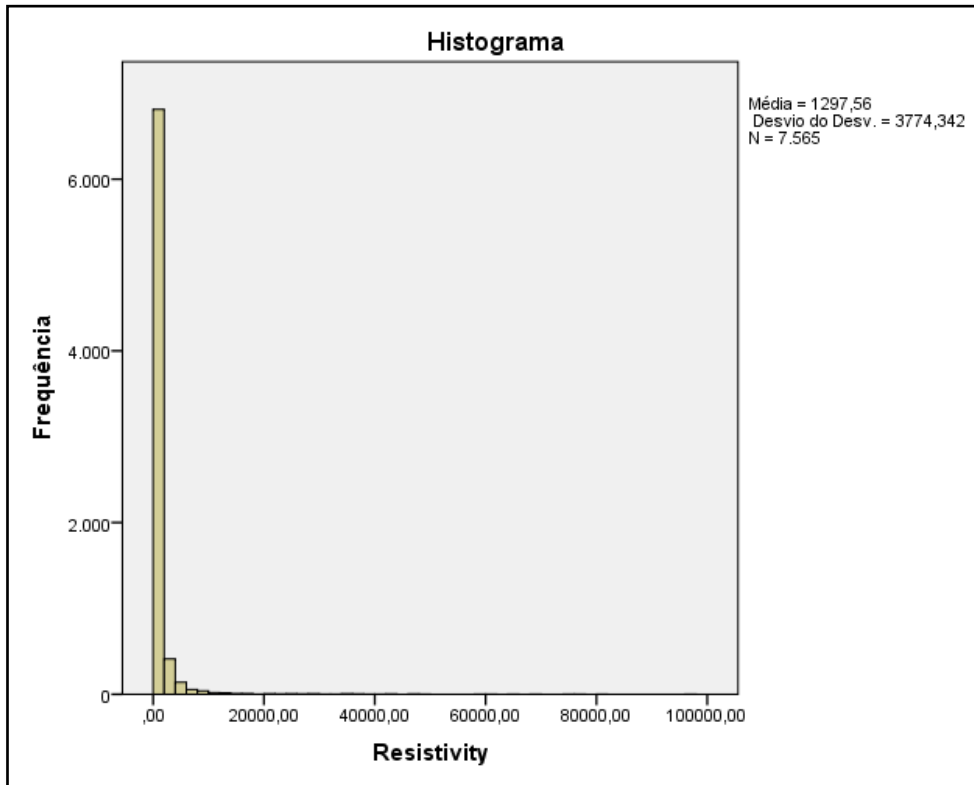 Histograma
Média = 1297,56
Desvio do Desv. = 3774,342
N = 7.565
Frequência
6.000
4.000
2.000
0
,00
20000,00
40000,00
60000,00
80000,00
100000,00
Resistivity